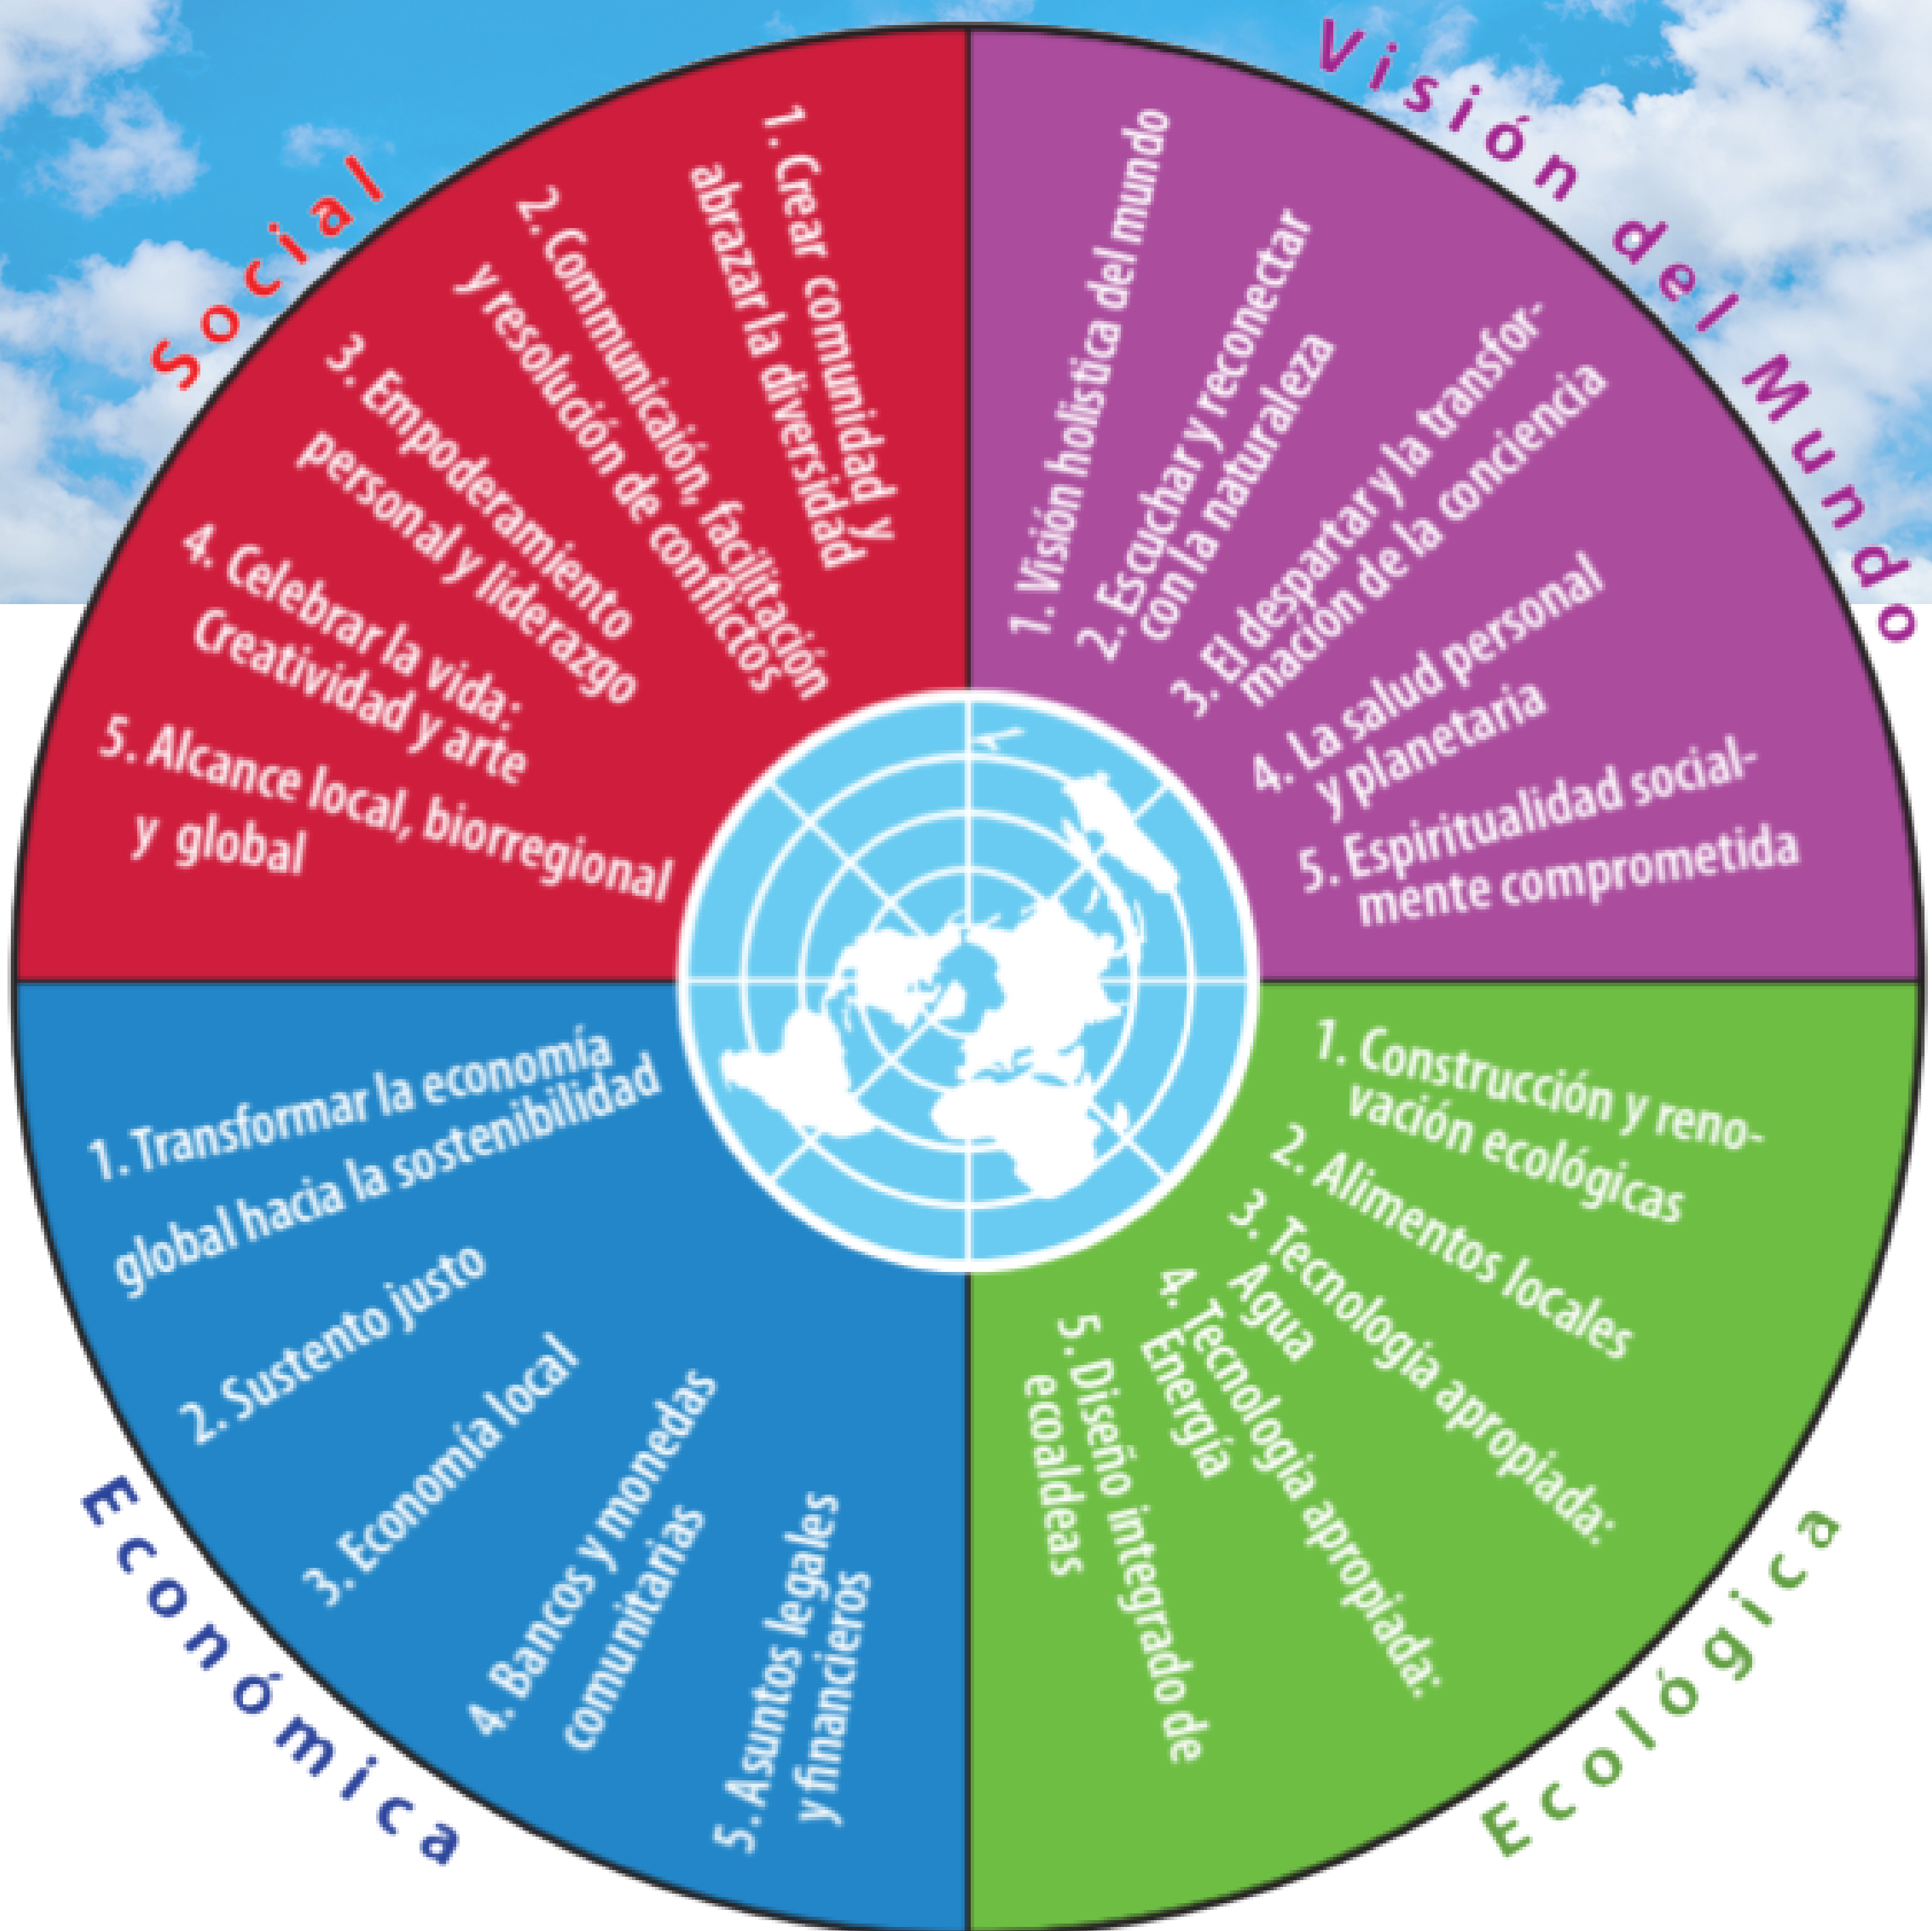 Social
1. Crear comunidad y
abrazar la diversidad
2. Communicaión, facilitación
y resolución de conflictos
3. Empoderamiento
personal y liderazgo
4. Celebrar la vida:
Creatividad y arte
5. Alcance local, biorregional
y global
Visión del Mundo
1. Visión holistica del mundo
2. Escuchar y reconectar
con la naturaleza
3. El despartar y la transfor-
mación de la conciencia
4. La salud personal
y planetaria
5. Espiritualidad social-
mente comprometida
Económica
1. Transformar la economía
global hacia la sostenibilidad
2. Sustento justo
3. Economía local
4. Bancos y monedas
comunitarias
5. Asuntos legales
y financieros
Ecológica
1. Construcción y reno-
vación ecológicas
2. Alimentos locales
3. Tecnologia apropiada:
Agua
4. Tecnologia apropiada:
Energía
5. Diseño integrado de
ecoaldeas